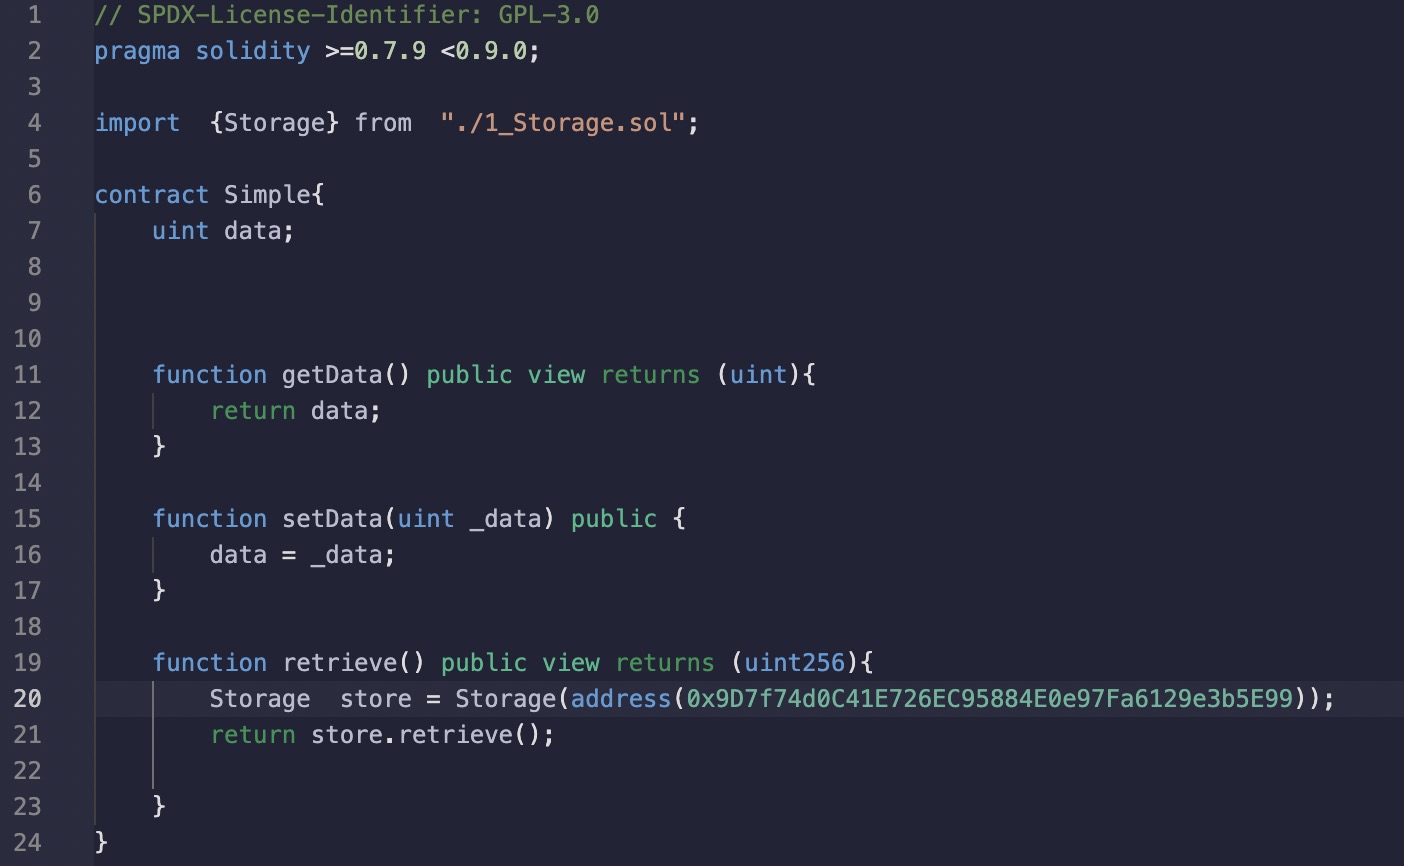 1 // SPDX-License-Identifier: GPL-3.0
2 pragma solidity >=0.7.9 <0.9.0;
3
4 import  {Storage} from  "./1_Storage.sol";
5
6 contract Simple{
7     uint data;
8
9
10
11     function getData() public view returns (uint){
12         return data;
13     }
14
15     function setData(uint _data) public {
16         data = _data;
17     }
18
19     function retrieve() public view returns (uint256){
20         Storage  store = Storage(address(0x9D7f74d0C41E726EC95884E0e97Fa6129e3b5E99));
21         return store.retrieve();
22
23     }
24 }